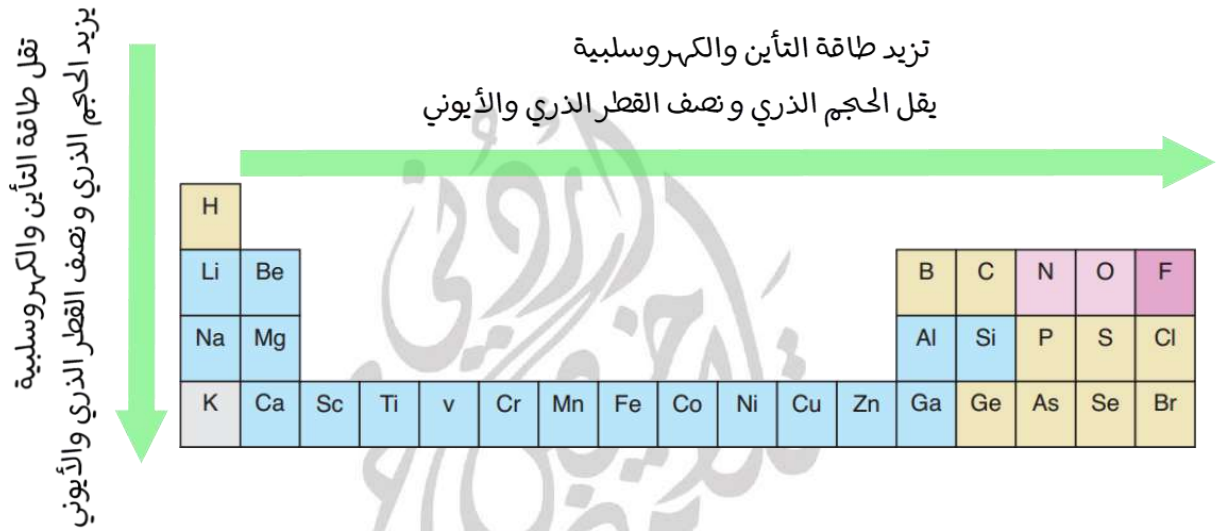 تزيد طاقة التأين والكهروسلبية
يقل الحجم الذري و نصف القطر الذري والأيوني
يزيد الحجم الذري و نصف القطر الذري والأيوني
تقل طاقة التأين والكهروسلبية
H
Li Be B C N O F
Na Mg Al Si P S Cl
K Ca Sc Ti v Cr Mn Fe Co Ni Cu Zn Ga Ge As Se Br